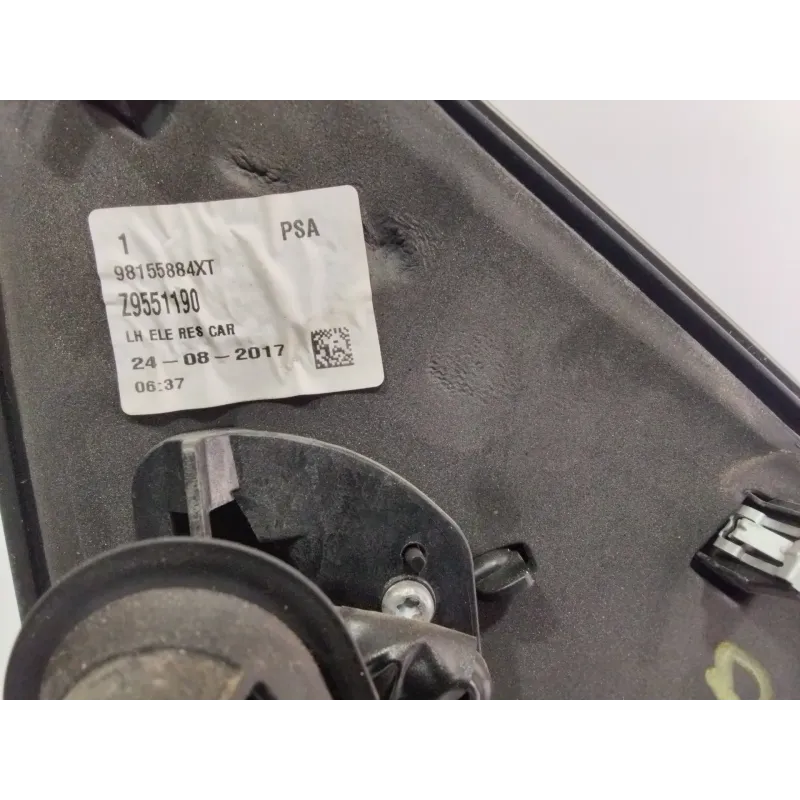 1 PSA
98155884XT
Z9551190
LH ELE RES CAR
24-08-2017
06:37